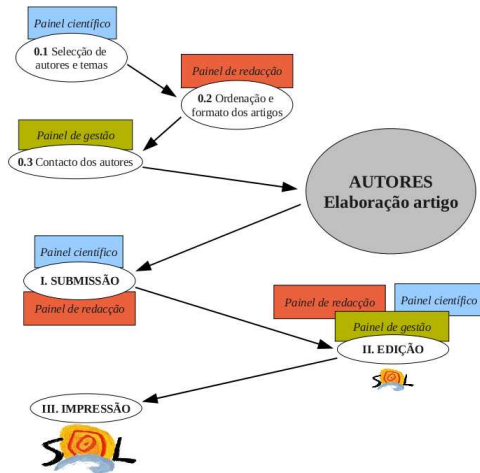 Painel científico
0.1 Selecção de
autores e temas
Painel de redacção
0.2 Ordenação e
formato dos artigos
Painel de gestão
0.3 Contacto dos autores
AUTORES
Elaboração artigo
Painel científico
I. SUBMISSÃO
Painel de redacção
Painel de redacção
Painel científico
Painel de gestão
II. EDIÇÃO
SOL
III. IMPRESSÃO
SOL